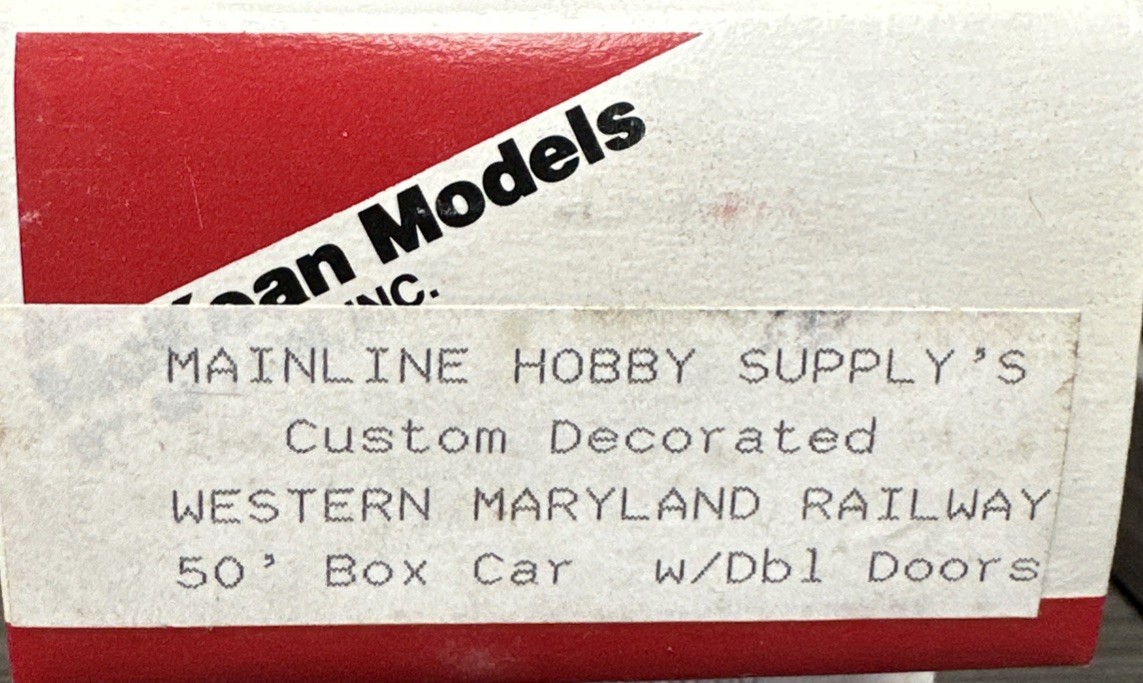 Models
INC.
MAINLINE HOBBY SUPPLY'S
Custom Decorated
WESTERN MARYLAND RAILWAY
50' Box Car w/Dbl Doors